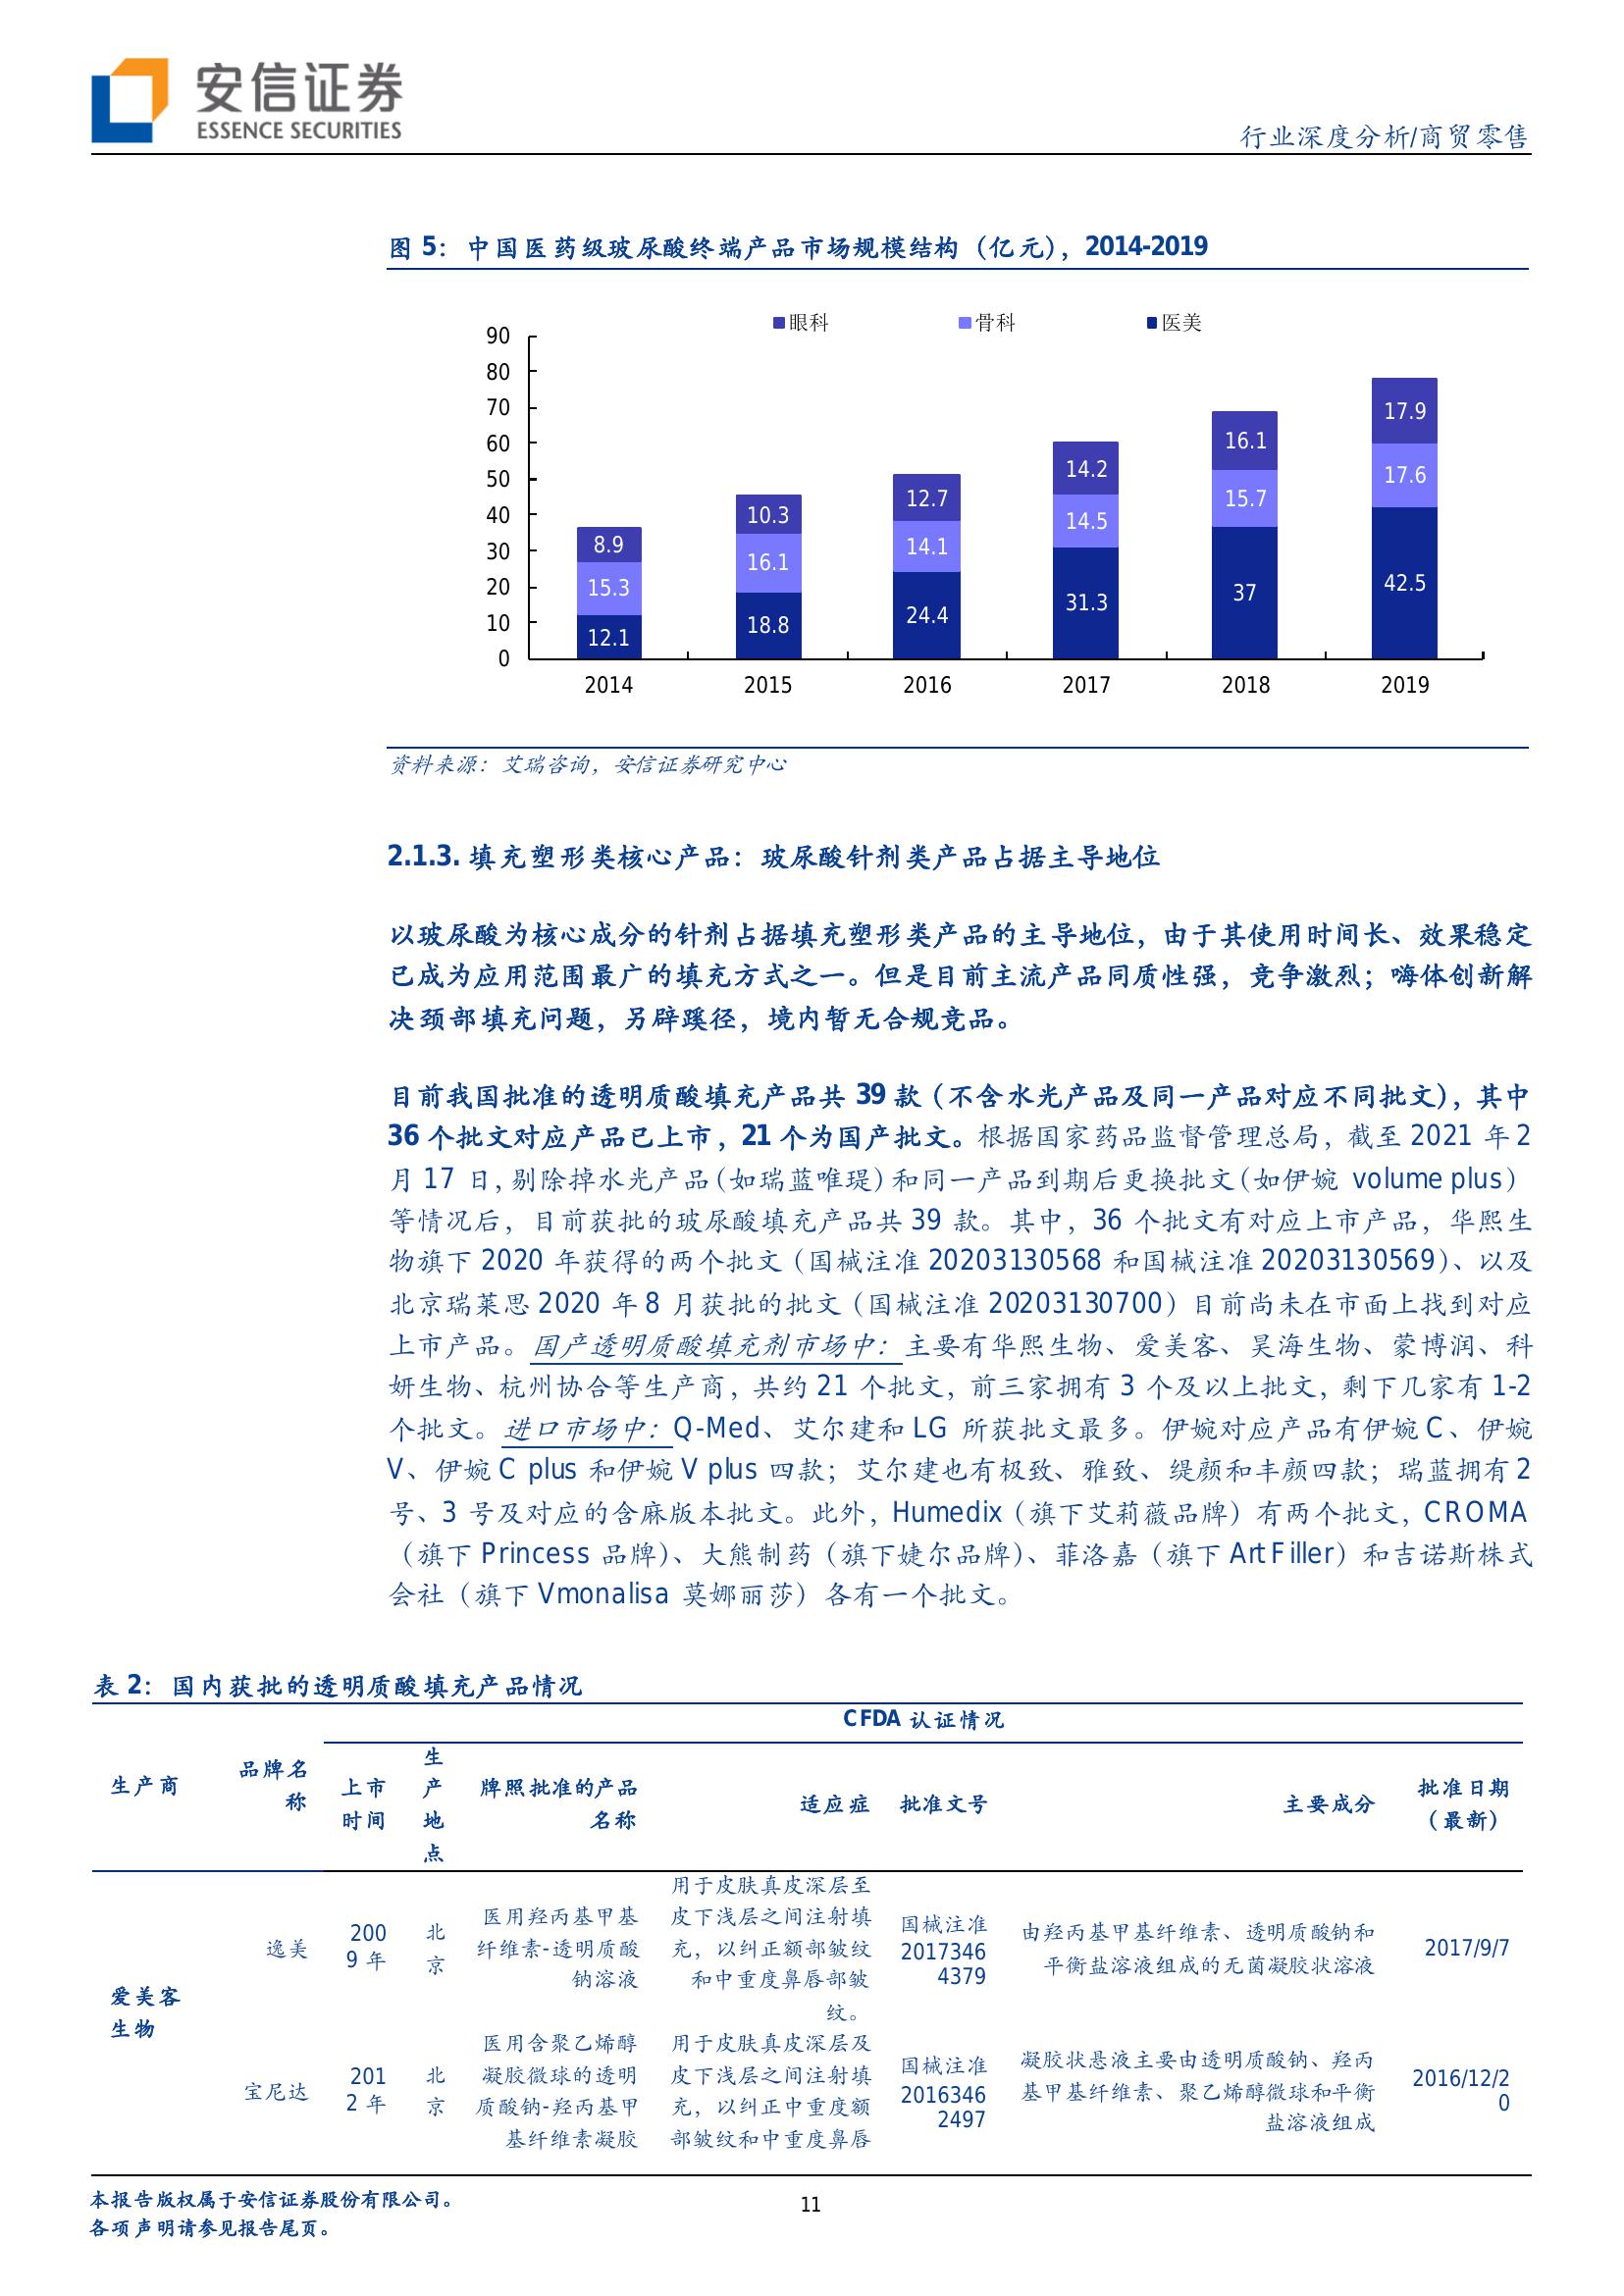 安信证券
ESSENCE SECURITIES
行业深度分析/商贸零售
图 5：中国医药级玻尿酸终端产品市场规模结构（亿元），2014-2019
眼科 骨科 医美
90
80
70
60
50
40
30
20
10
0
8.9
15.3
12.1
10.3
16.1
18.8
12.7
14.1
24.4
14.2
14.5
31.3
16.1
15.7
37
17.9
17.6
42.5
2014 2015 2016 2017 2018 2019
资料来源：艾瑞咨询，安信证券研究中心
2.1.3. 填充塑形类核心产品：玻尿酸针剂类产品占据主导地位
以玻尿酸为核心成分的针剂占据填充塑形类产品的主导地位，由于其使用时间长、效果稳定
已成为应用范围最广的填充方式之一。但是目前主流产品同质性强，竞争激烈；嗨体创新解
决颈部填充问题，另辟蹊径，境内暂无合规竞品。
目前我国批准的透明质酸填充产品共 39 款（不含水光产品及同一产品对应不同批文），其中
36 个批文对应产品已上市，21 个为国产批文。根据国家药品监督管理总局，截至 2021 年 2
月 17 日，剔除掉水光产品（如瑞蓝唯瑅）和同一产品到期后更换批文（如伊婉 volume plus）
等情况后，目前获批的玻尿酸填充产品共 39 款。其中，36 个批文有对应上市产品，华熙生
物旗下 2020 年获得的两个批文（国械注准 20203130568 和国械注准 20203130569）、以及
北京瑞莱思 2020 年 8 月获批的批文（国械注准 20203130700）目前尚未在市面上找到对应
上市产品。国产透明质酸填充剂市场中：主要有华熙生物、爱美客、昊海生物、蒙博润、科
妍生物、杭州协合等生产商，共约 21 个批文，前三家拥有 3 个及以上批文，剩下几家有 1-2
个批文。进口市场中：Q-Med、艾尔建和 LG 所获批文最多。伊婉对应产品有伊婉 C、伊婉
V、伊婉 C plus 和伊婉 V plus 四款；艾尔建也有极致、雅致、缇颜和丰颜四款；瑞蓝拥有 2
号、3 号及对应的含麻版本批文。此外，Humedix（旗下艾莉薇品牌）有两个批文，CROMA
（旗下 Princess 品牌）、大熊制药（旗下婕尔品牌）、菲洛嘉（旗下 Art Filler）和吉诺斯株式
会社（旗下 Vmonalisa 莫娜丽莎）各有一个批文。
表 2：国内获批的透明质酸填充产品情况
CFDA 认证情况
生产商 品牌名称 上市时间 生产地点 牌照批准的产品名称 适应症 批准文号 主要成分 批准日期（最新）
爱美客生物
逸美 2009 年 北京 医用羟丙基甲基纤维素-透明质酸钠溶液 用于皮肤真皮深层至皮下浅层之间注射填充，以纠正额部皱纹和中重度鼻唇部皱纹。 国械注准 20173464379 由羟丙基甲基纤维素、透明质酸钠和平衡盐溶液组成的无菌凝胶状溶液 2017/9/7
宝尼达 2012 年 北京 医用含聚乙烯醇凝胶微球的透明质酸钠-羟丙基甲基纤维素凝胶 用于皮肤真皮深层及皮下浅层之间注射填充，以纠正中重度额部皱纹和中重度鼻唇 国械注准 20163462497 凝胶状悬液主要由透明质酸钠、羟丙基甲基纤维素、聚乙烯醇微球和平衡盐溶液组成 2016/12/20
本报告版权属于安信证券股份有限公司。
各项声明请参见报告尾页。
11